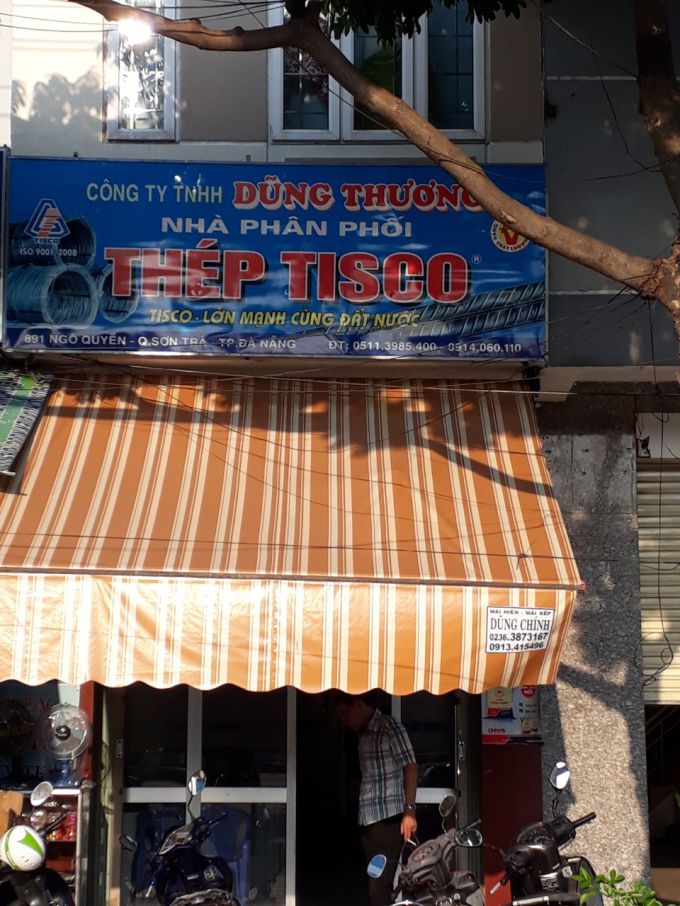 CÔNG TY TNHH DŨNG THƯƠNG
NHÀ PHÂN PHỐI
TISCO
ISO 9001:2008
THÉP TISCO®
TISCO - LỚN MẠNH CÙNG ĐẤT NƯỚC
891 NGÔ QUYỀN - Q.SƠN TRÀ - TP.ĐÀ NẴNG ĐT: 0511.3985.400 - 0914.060.110
MÁI HIÊN - MÁI XẾP
DŨNG CHỈNH
0236.3873167
0913.415496